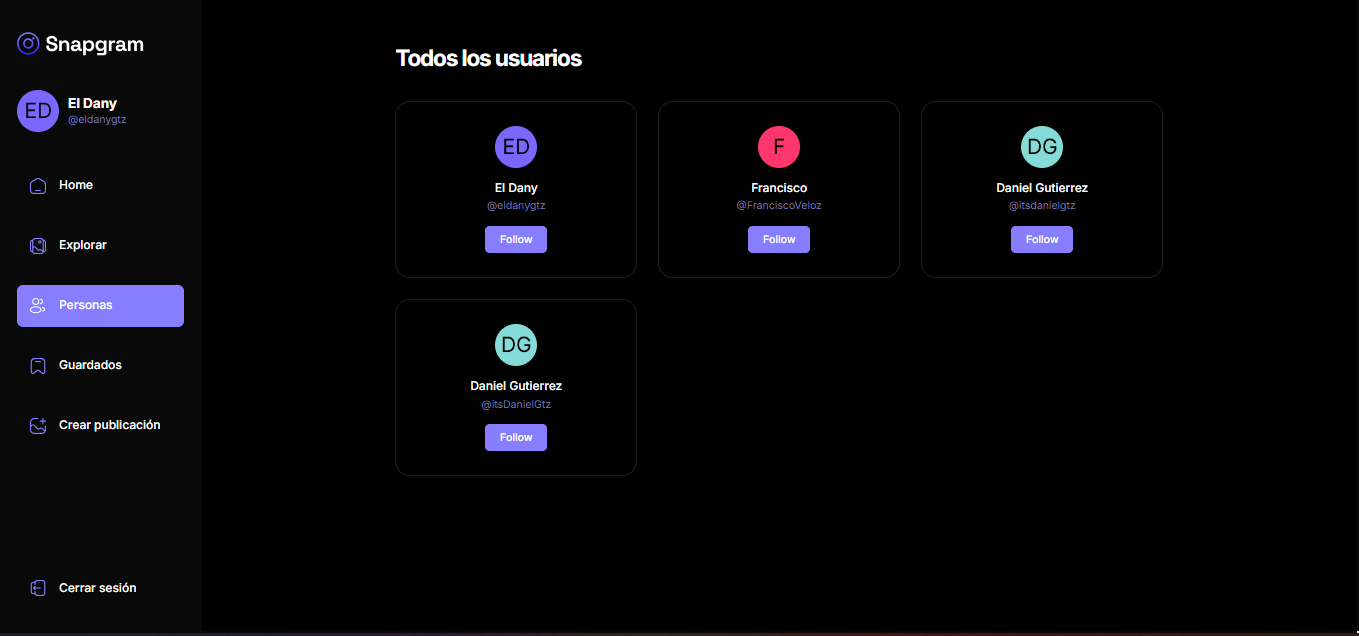 Snapgram
ED
El Dany
@eldanygtz
Home
Explorar
Personas
Guardados
Crear publicación
Cerrar sesión
Todos los usuarios
ED
El Dany
@eldanygtz
Follow
F
Francisco
@FranciscoVeloz
Follow
DG
Daniel Gutierrez
@itsdanielgtz
Follow
DG
Daniel Gutierrez
@itsDanielGtz
Follow